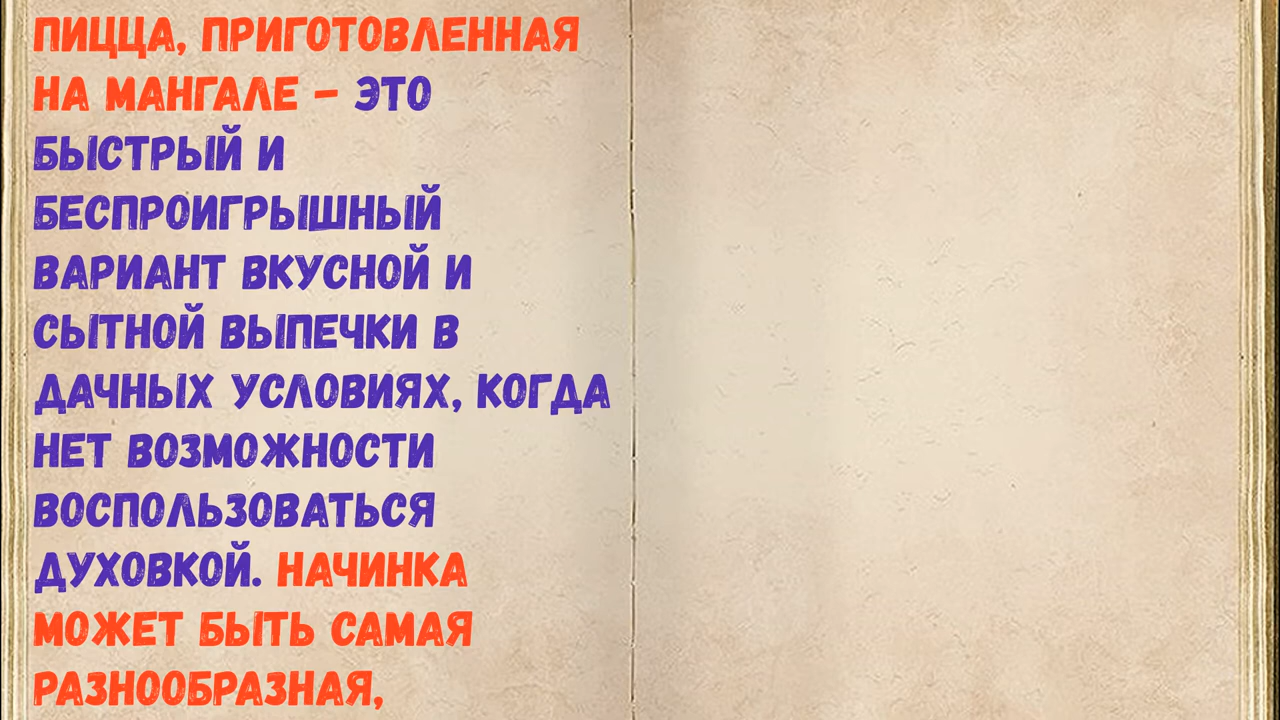 ПИЦЦА, ПРИГОТОВЛЕННАЯ
НА МАНГАЛЕ – ЭТО
БЫСТРЫЙ И
БЕСПРОИГРЫШНЫЙ
ВАРИАНТ ВКУСНОЙ И
СЫТНОЙ ВЫПЕЧКИ В
ДАЧНЫХ УСЛОВИЯХ, КОГДА
НЕТ ВОЗМОЖНОСТИ
ВОСПОЛЬЗОВАТЬСЯ
ДУХОВКОЙ. НАЧИНКА
МОЖЕТ БЫТЬ САМАЯ
РАЗНООБРАЗНАЯ,